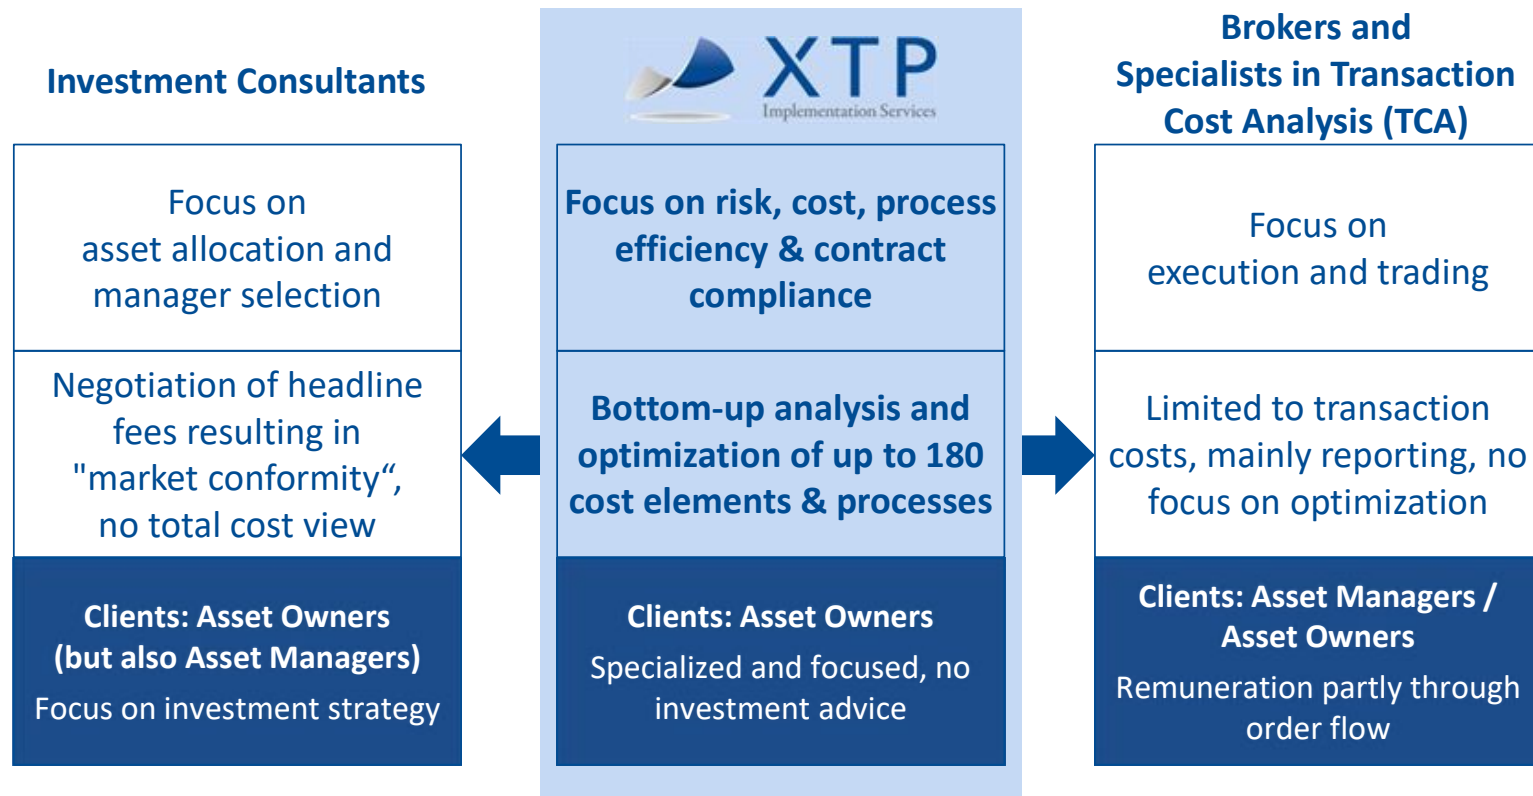 Investment Consultants
Focus on
asset allocation and
manager selection
Negotiation of headline
fees resulting in
"market conformity“,
no total cost view
Clients: Asset Owners
(but also Asset Managers)
Focus on investment strategy
XTP
Implementation Services
Focus on risk, cost, process
efficiency & contract
compliance
Bottom-up analysis and
optimization of up to 180
cost elements & processes
Clients: Asset Owners
Specialized and focused, no
investment advice
Brokers and
Specialists in Transaction
Cost Analysis (TCA)
Focus on
execution and trading
Limited to transaction
costs, mainly reporting, no
focus on optimization
Clients: Asset Managers /
Asset Owners
Remuneration partly through
order flow